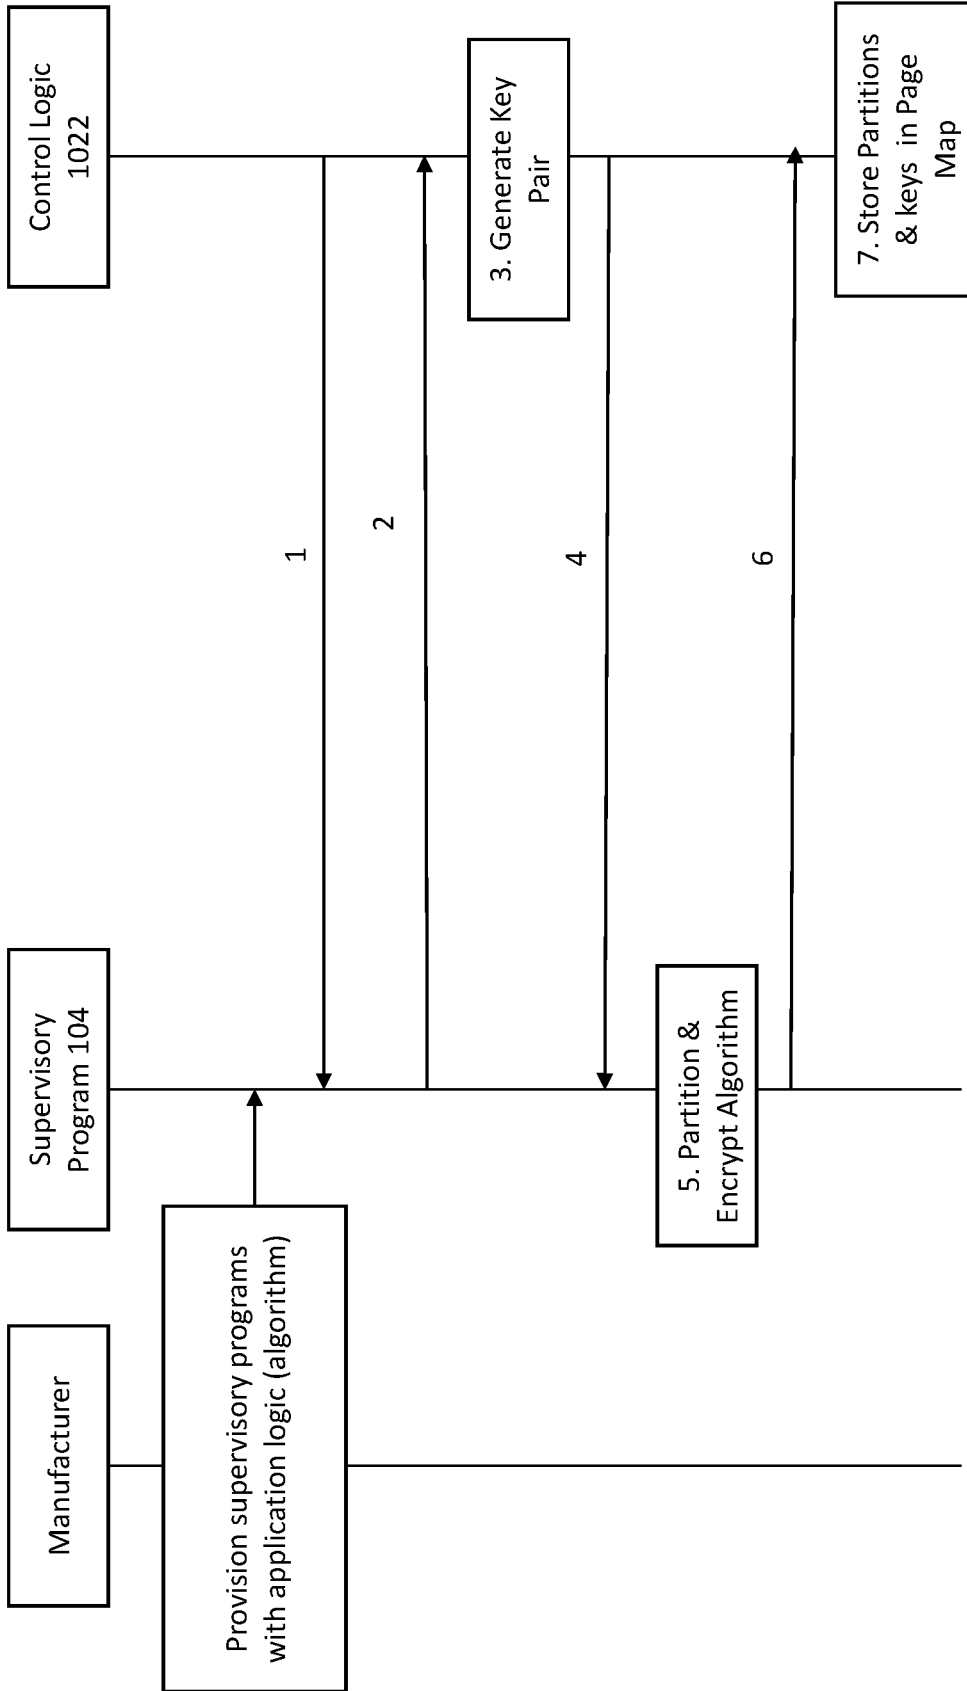 Manufacturer
Supervisory
Program 104
Control Logic
1022
Provision supervisory programs
with application logic (algorithm)
1
2
3. Generate Key
Pair
4
5. Partition &
Encrypt Algorithm
6
7. Store Partitions
& keys in Page
Map